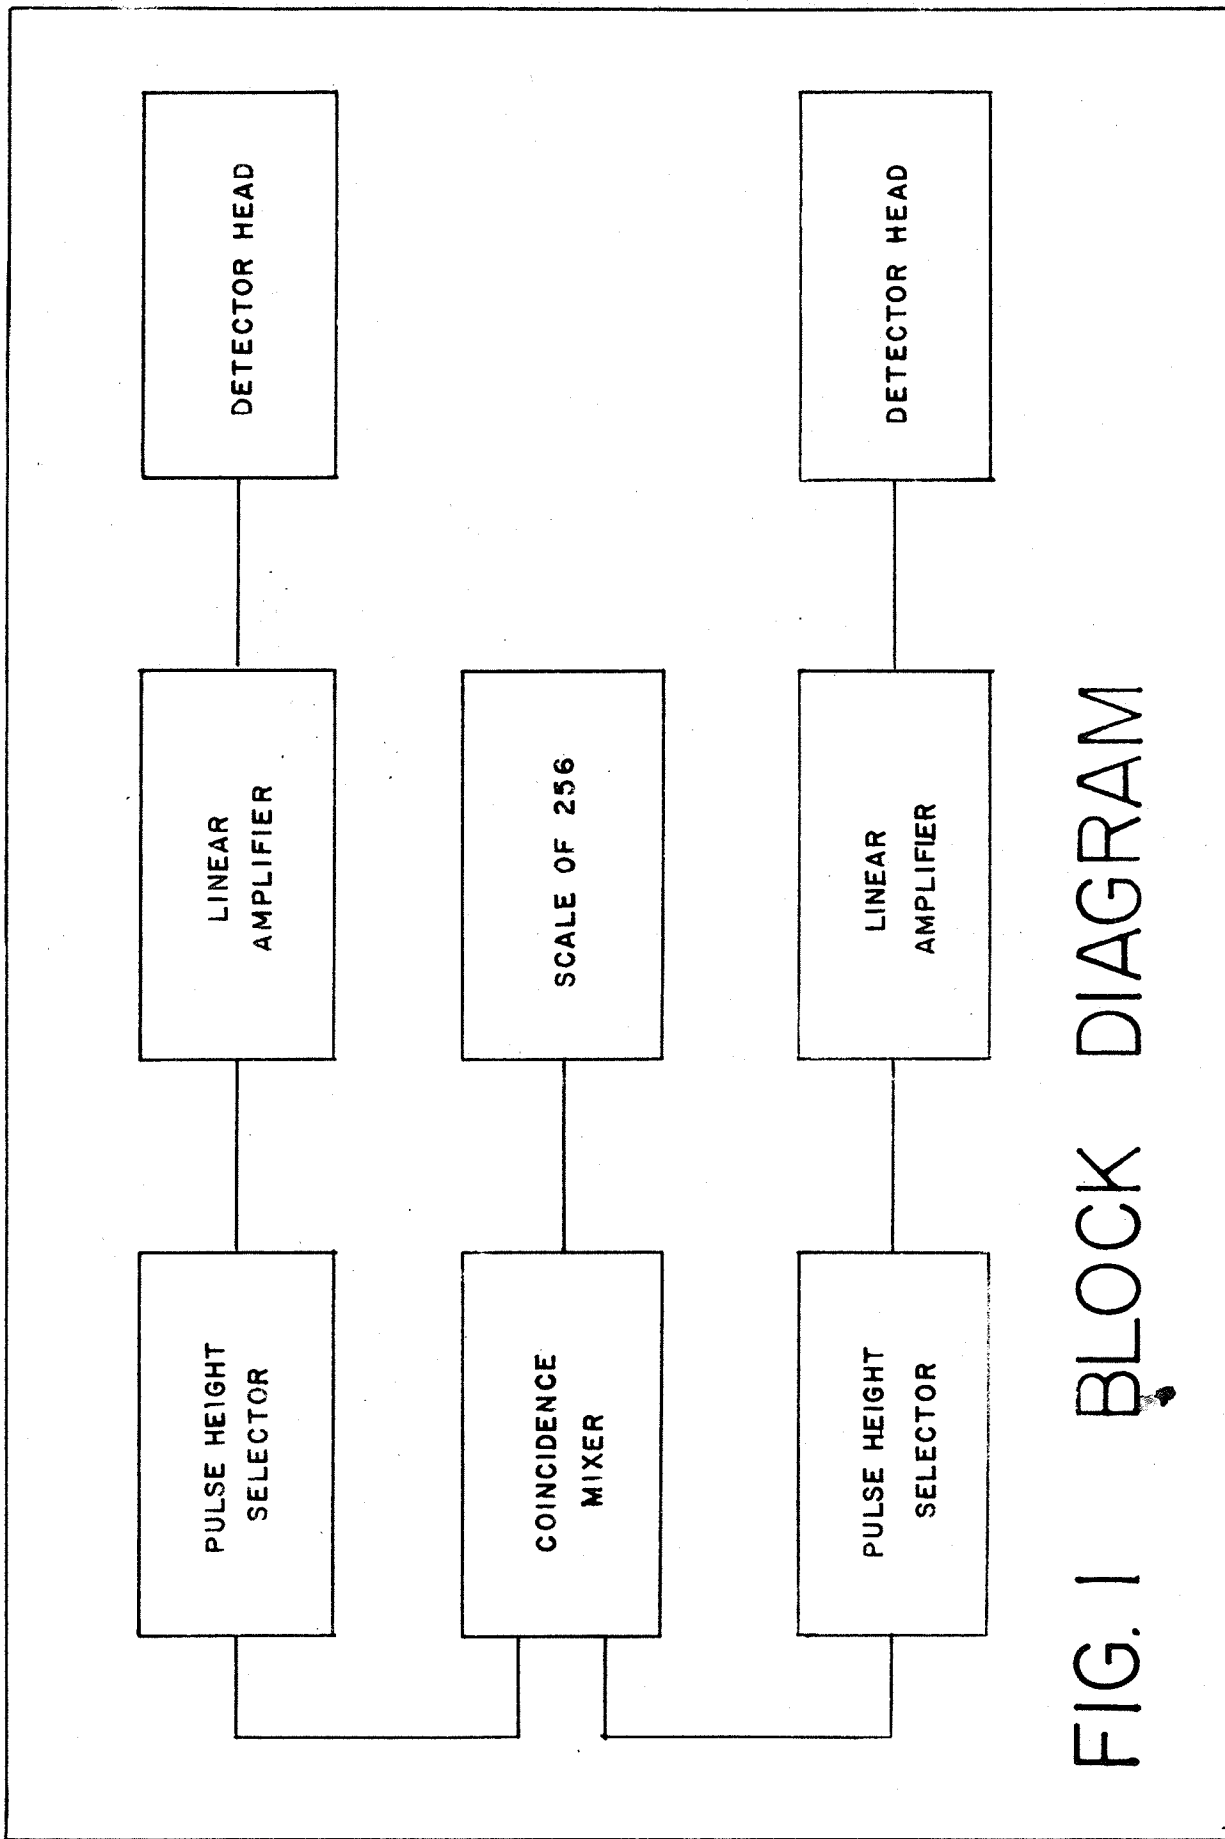 PULSE HEIGHT
SELECTOR
LINEAR
AMPLIFIER
DETECTOR HEAD
COINCIDENCE
MIXER
SCALE OF 256
PULSE HEIGHT
SELECTOR
LINEAR
AMPLIFIER
DETECTOR HEAD
FIG. 1 BLOCK DIAGRAM